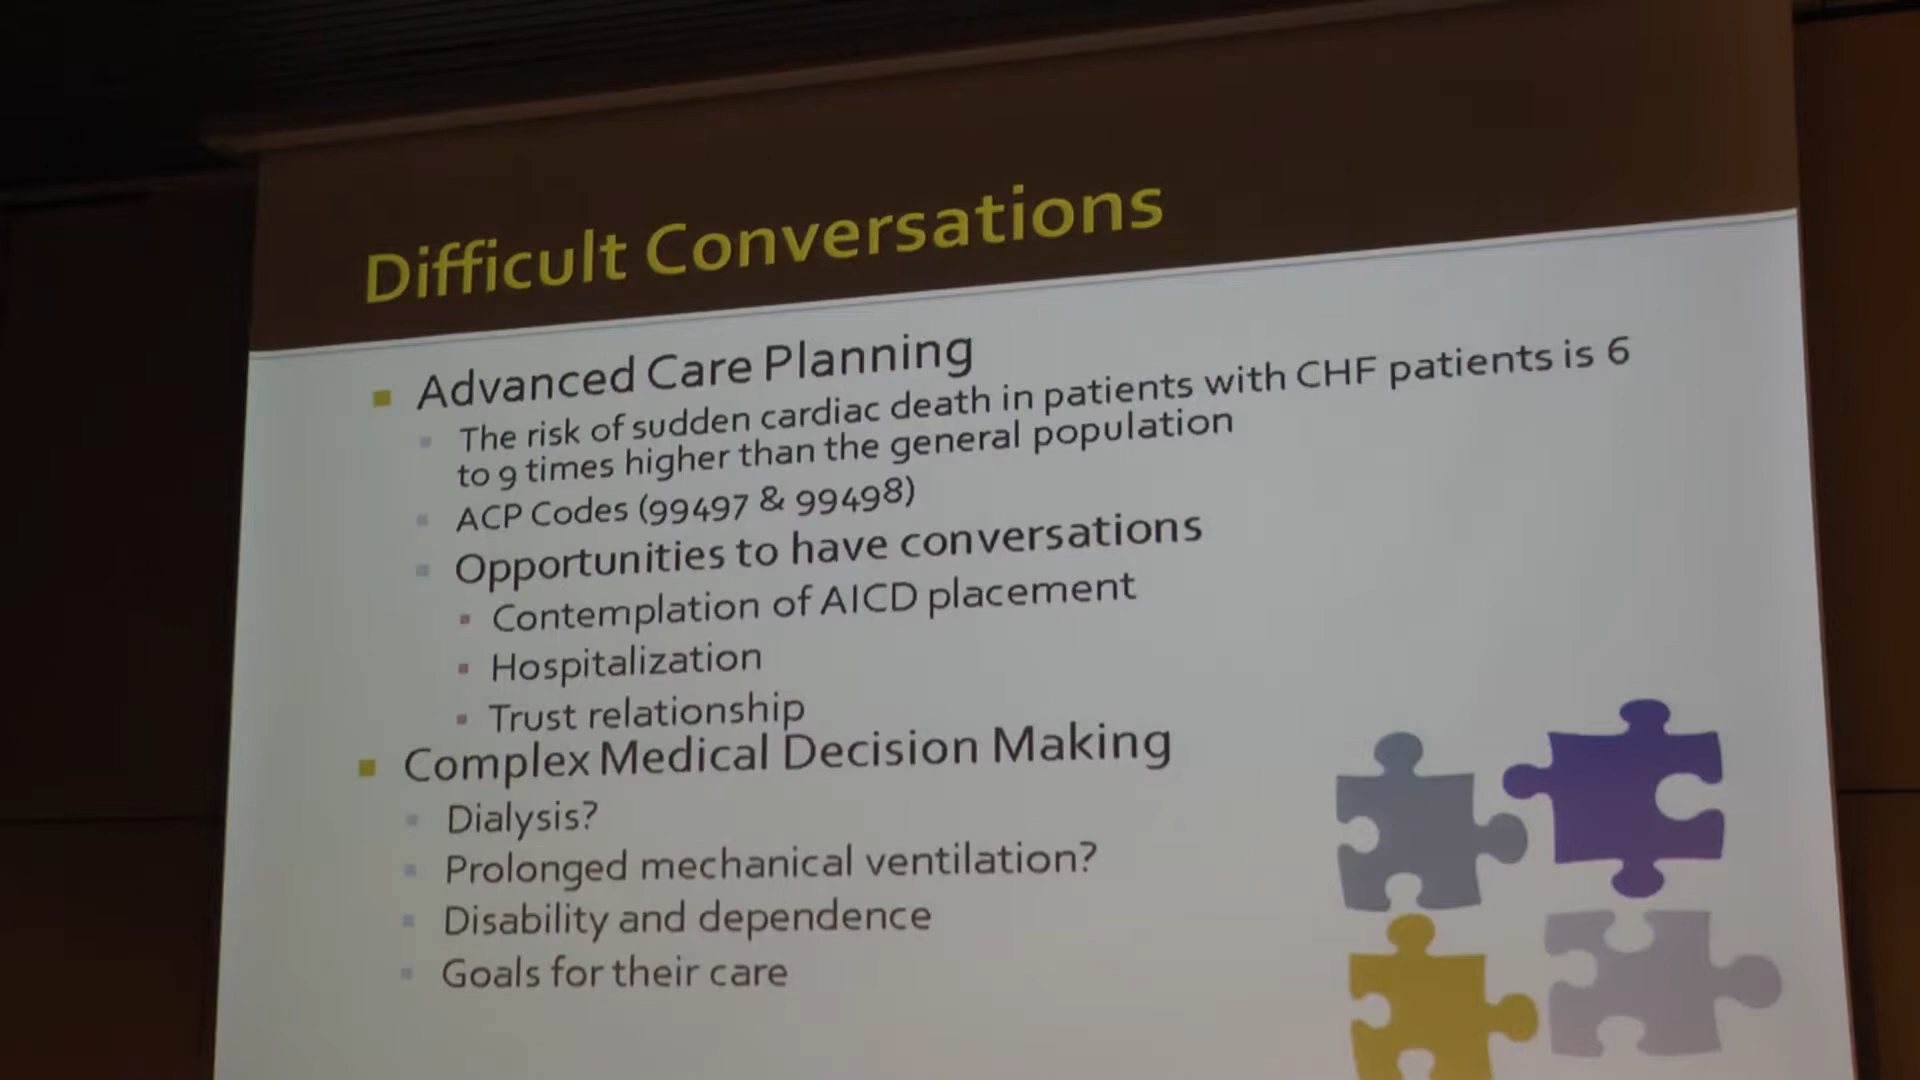 Difficult Conversations
Advanced Care Planning
The risk of sudden cardiac death in patients with CHF patients is 6
to 9 times higher than the general population
ACP Codes (99497 & 99498)
Opportunities to have conversations
Contemplation of AICD placement
Hospitalization
Trust relationship
Complex Medical Decision Making
Dialysis?
Prolonged mechanical ventilation?
Disability and dependence
Goals for their care